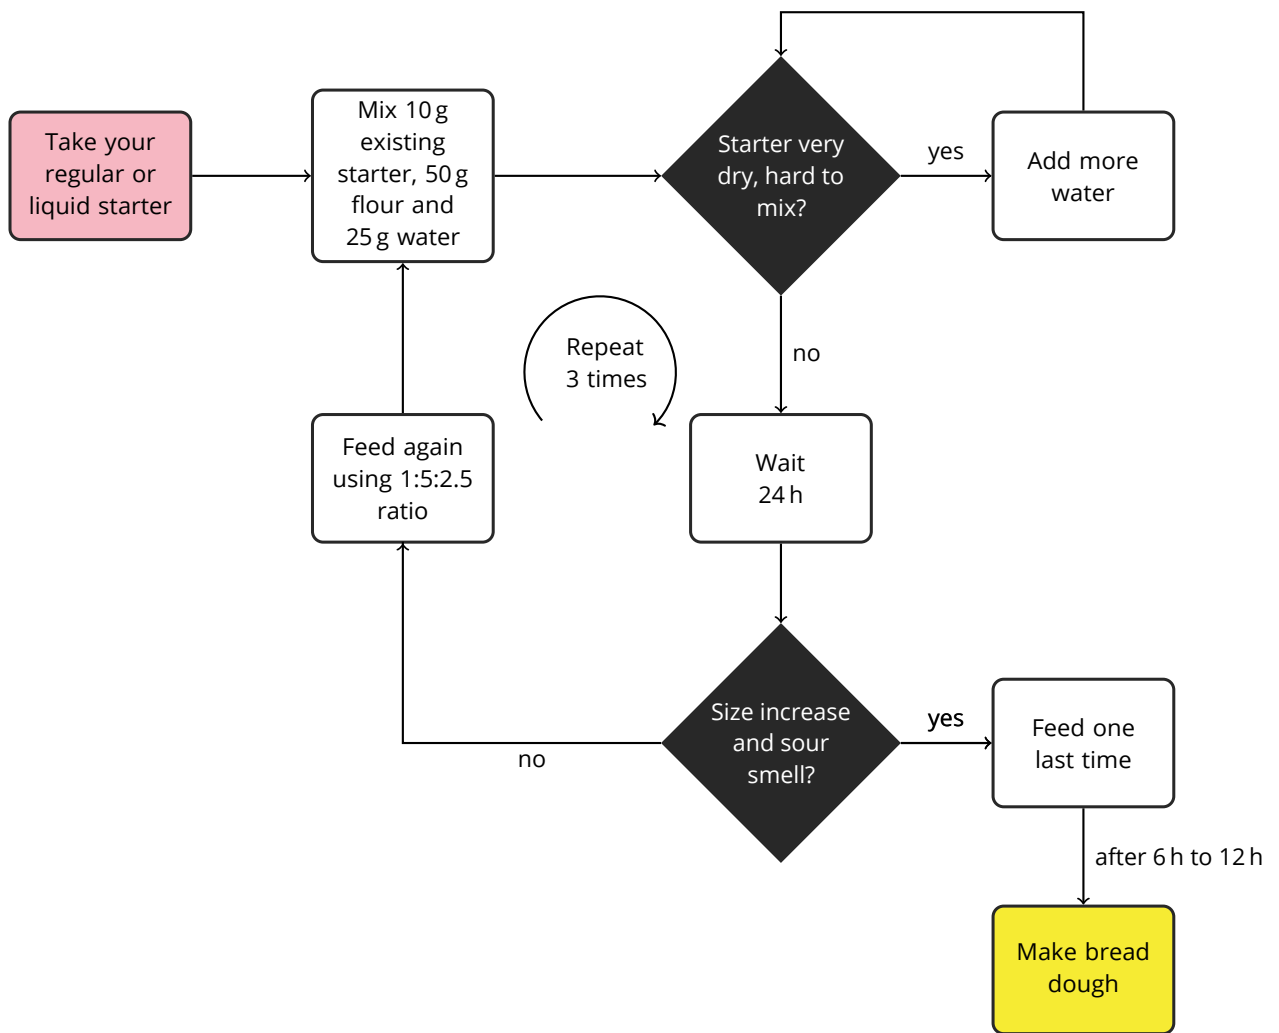 Take your
regular or
liquid starter
Mix 10 g
existing
starter, 50 g
flour and
25 g water
Starter very
dry, hard to
mix?
yes
Add more
water
no
Repeat
3 times
Feed again
using 1:5:2.5
ratio
Wait
24 h
Size increase
and sour
smell?
yes
no
Feed one
last time
after 6 h to 12 h
Make bread
dough